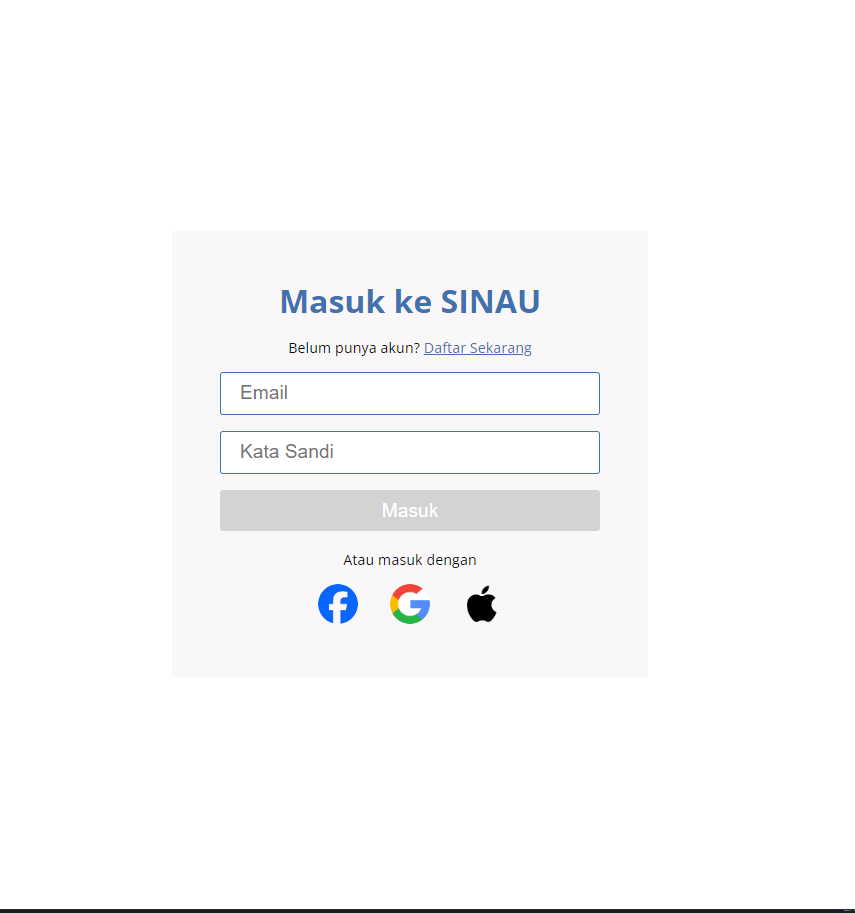 Masuk ke SINAU
Belum punya akun? Daftar Sekarang
Email
Kata Sandi
Masuk
Atau masuk dengan